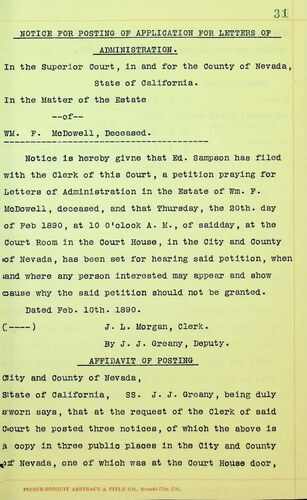 31
NOTICE FOR POSTING OF APPLICATION FOR LETTERS OF
ADMINISTRATION.
In the Superior Court, in and for the County of Nevada,
State of California.
In the Matter of the Estate
--of--
WM. F. McDowell, Deceased.
Notice is hereby givne that Ed. Sampson has filed
with the Clerk of this Court, a petition praying for
Letters of Administration in the Estate of Wm. F.
McDowell, deceased, and that Thursday, the 20th. day
of Feb 1890, at 10 O'clock A. M., of saidday, at the
Court Room in the Court House, in the City and County
of Nevada, has been set for hearing said petition, when
and where any person interested may appear and show
cause why the said petition should not be granted.
Dated Feb. 10th. 1890.
(----) J. L. Morgan, Clerk.
By J. J. Greany, Deputy.
AFFIDAVIT OF POSTING
City and County of Nevada,
State of California, SS. J. J. Greany, being duly
sworn says, that at the request of the Clerk of said
Court he posted three notices, of which the above is
a copy in three public places in the City and County
of Nevada, one of which was at the Court House door,
ABSTRACT & TITLE CO., Nevada City, Cal.